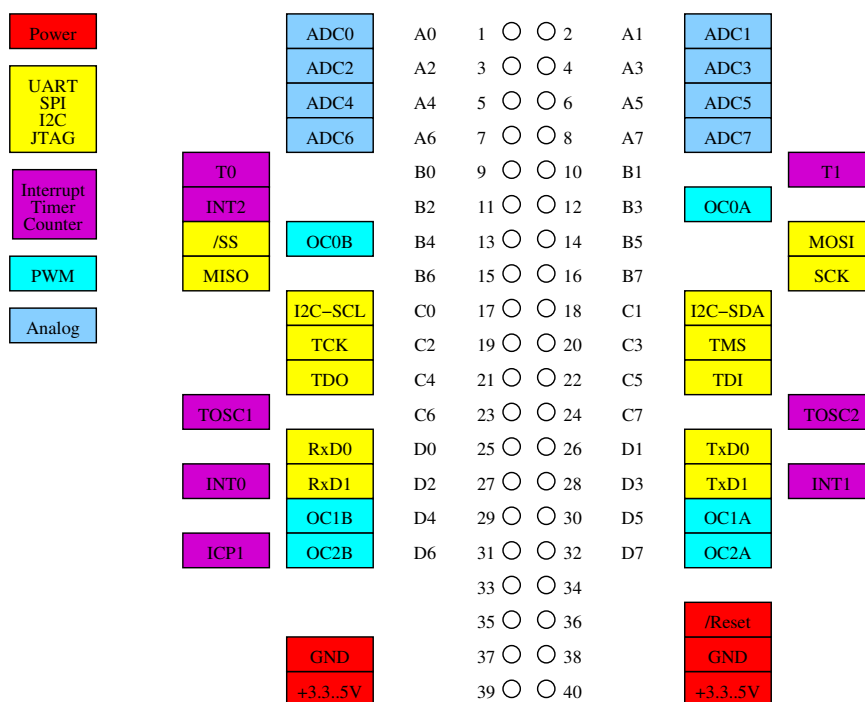 Power ADC0 A0 1 2 A1 ADC1
ADC2 A2 3 4 A3 ADC3
UART
SPI
I2C
JTAG
ADC4 A4 5 6 A5 ADC5
ADC6 A6 7 8 A7 ADC7
T0 B0 9 10 B1 T1
Interrupt
Timer
Counter
INT2 B2 11 12 B3 OC0A
/SS OC0B B4 13 14 B5 MOSI
PWM MISO B6 15 16 B7 SCK
I2C−SCL C0 17 18 C1 I2C−SDA
Analog TCK C2 19 20 C3 TMS
TDO C4 21 22 C5 TDI
TOSC1 C6 23 24 C7 TOSC2
RxD0 D0 25 26 D1 TxD0
INT0 RxD1 D2 27 28 D3 TxD1 INT1
OC1B D4 29 30 D5 OC1A
ICP1 OC2B D6 31 32 D7 OC2A
33 34
35 36 /Reset
GND 37 38 GND
+3.3..5V 39 40 +3.3..5V